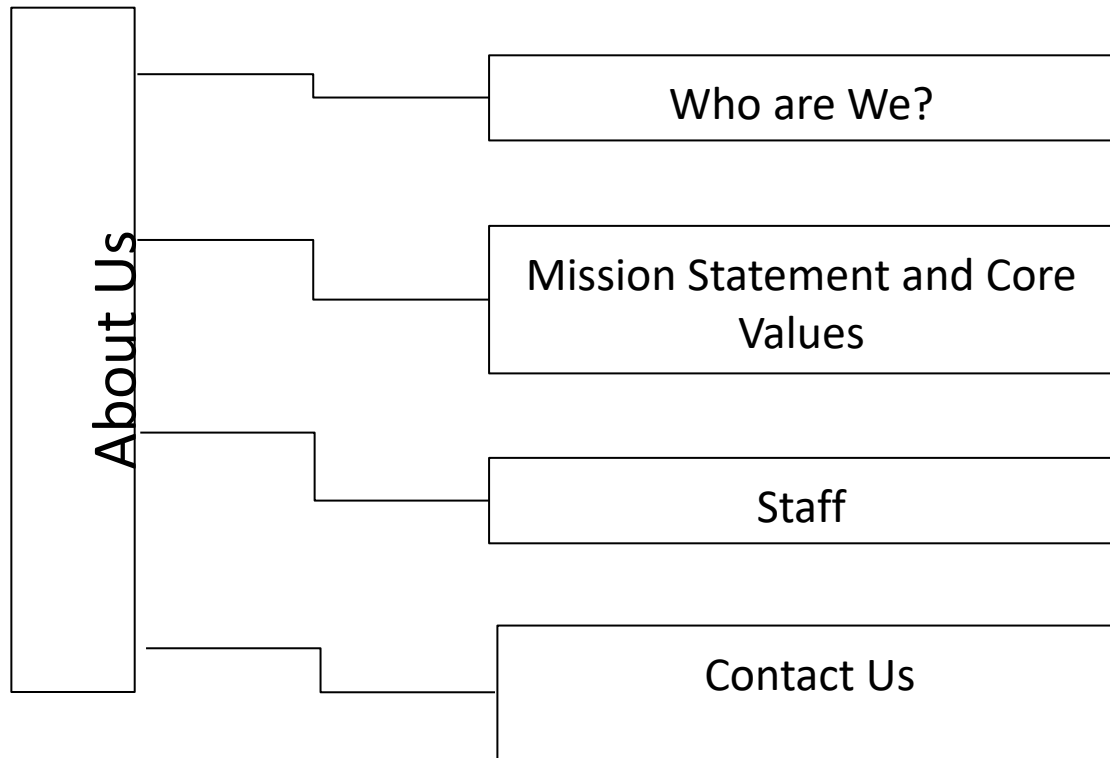 About Us
Who are We?
Mission Statement and Core
Values
Staff
Contact Us